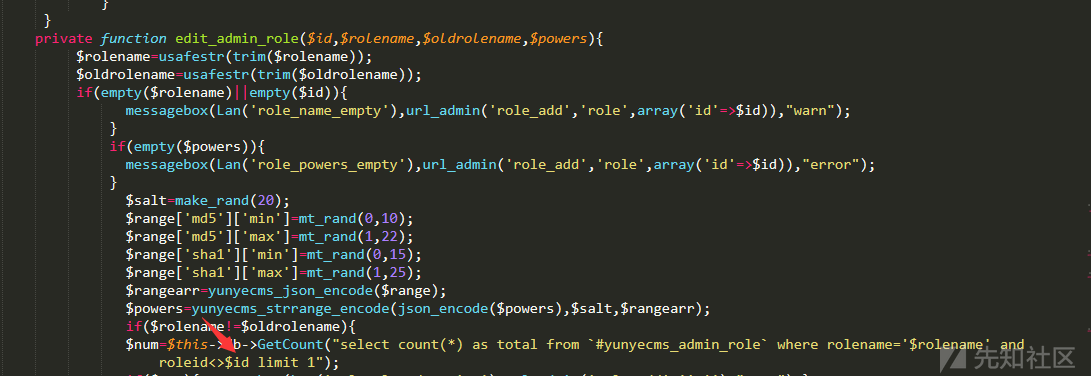 }
}
private function edit_admin_role($id,$rolename,$oldrolename,$powers){
$rolename=usafestr(trim($rolename));
$oldrolename=usafestr(trim($oldrolename));
if(empty($rolename)||empty($id)){
messagebox(Lan('role_name_empty'),url_admin('role_add','role',array('id'=>$id)),"warn");
}
if(empty($powers)){
messagebox(Lan('role_powers_empty'),url_admin('role_add','role',array('id'=>$id)),"error");
}
$salt=make_rand(20);
$range['md5']['min']=mt_rand(0,10);
$range['md5']['max']=mt_rand(1,22);
$range['sha1']['min']=mt_rand(0,15);
$range['sha1']['max']=mt_rand(1,25);
$rangearr=yunyecms_json_encode($range);
$powers=yunyecms_strrange_encode(json_encode($powers),$salt,$rangearr);
if($rolename!=$oldrolename){
$num=$this->db->GetCount("select count(*) as total from `#yunyecms_admin_role` where rolename='$rolename' and
roleid<>$id limit 1");
先知社区